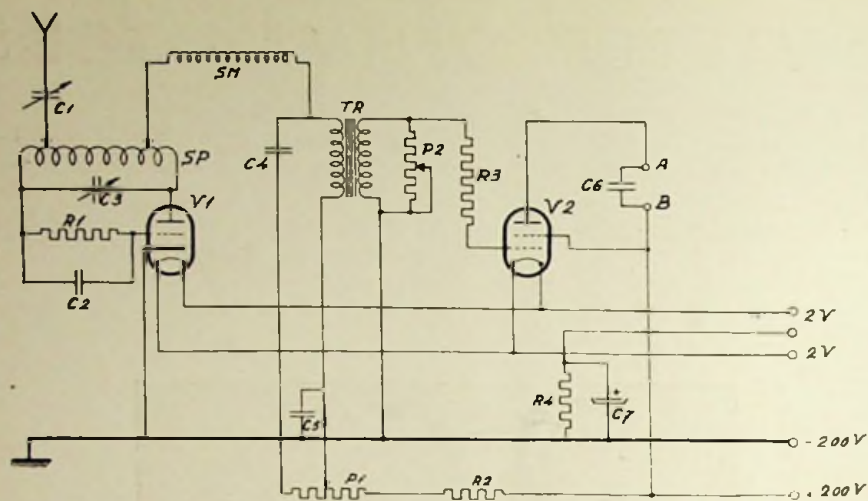 SM
C1
TR
SP
C4
P2
R3
C6
A
C3
V1
V2
B
R1
C2
2V
2V
R4
+
C7
C5
- 200V
P1
R2
+ 200V